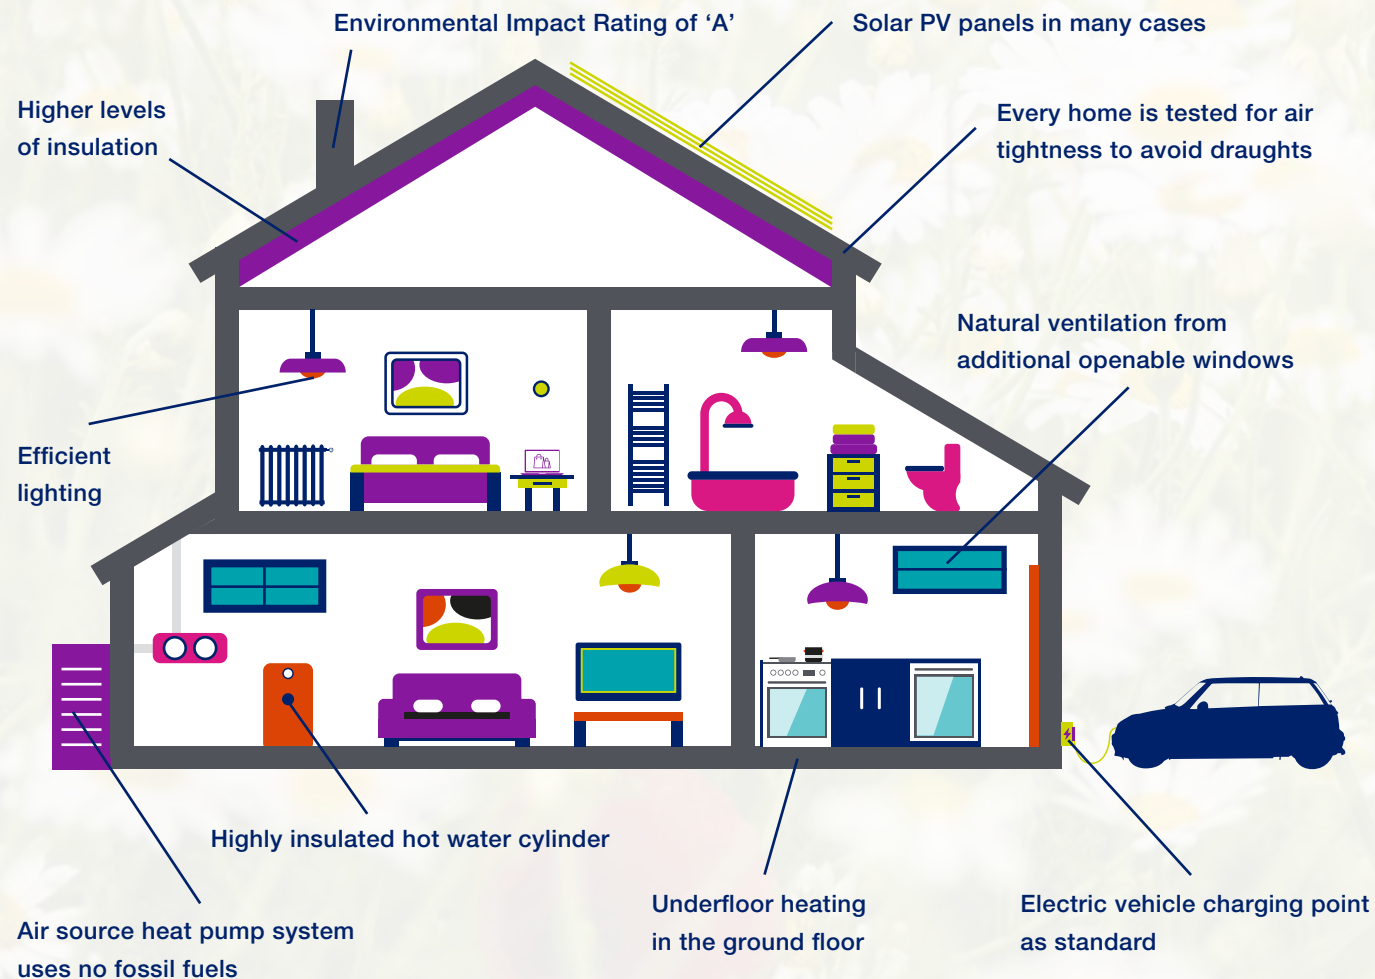 Environmental Impact Rating of ‘A’
Solar PV panels in many cases
Higher levels
of insulation
Every home is tested for air
tightness to avoid draughts
Natural ventilation from
additional openable windows
Efficient
lighting
Highly insulated hot water cylinder
Underfloor heating
in the ground floor
Electric vehicle charging point
as standard
Air source heat pump system
uses no fossil fuels